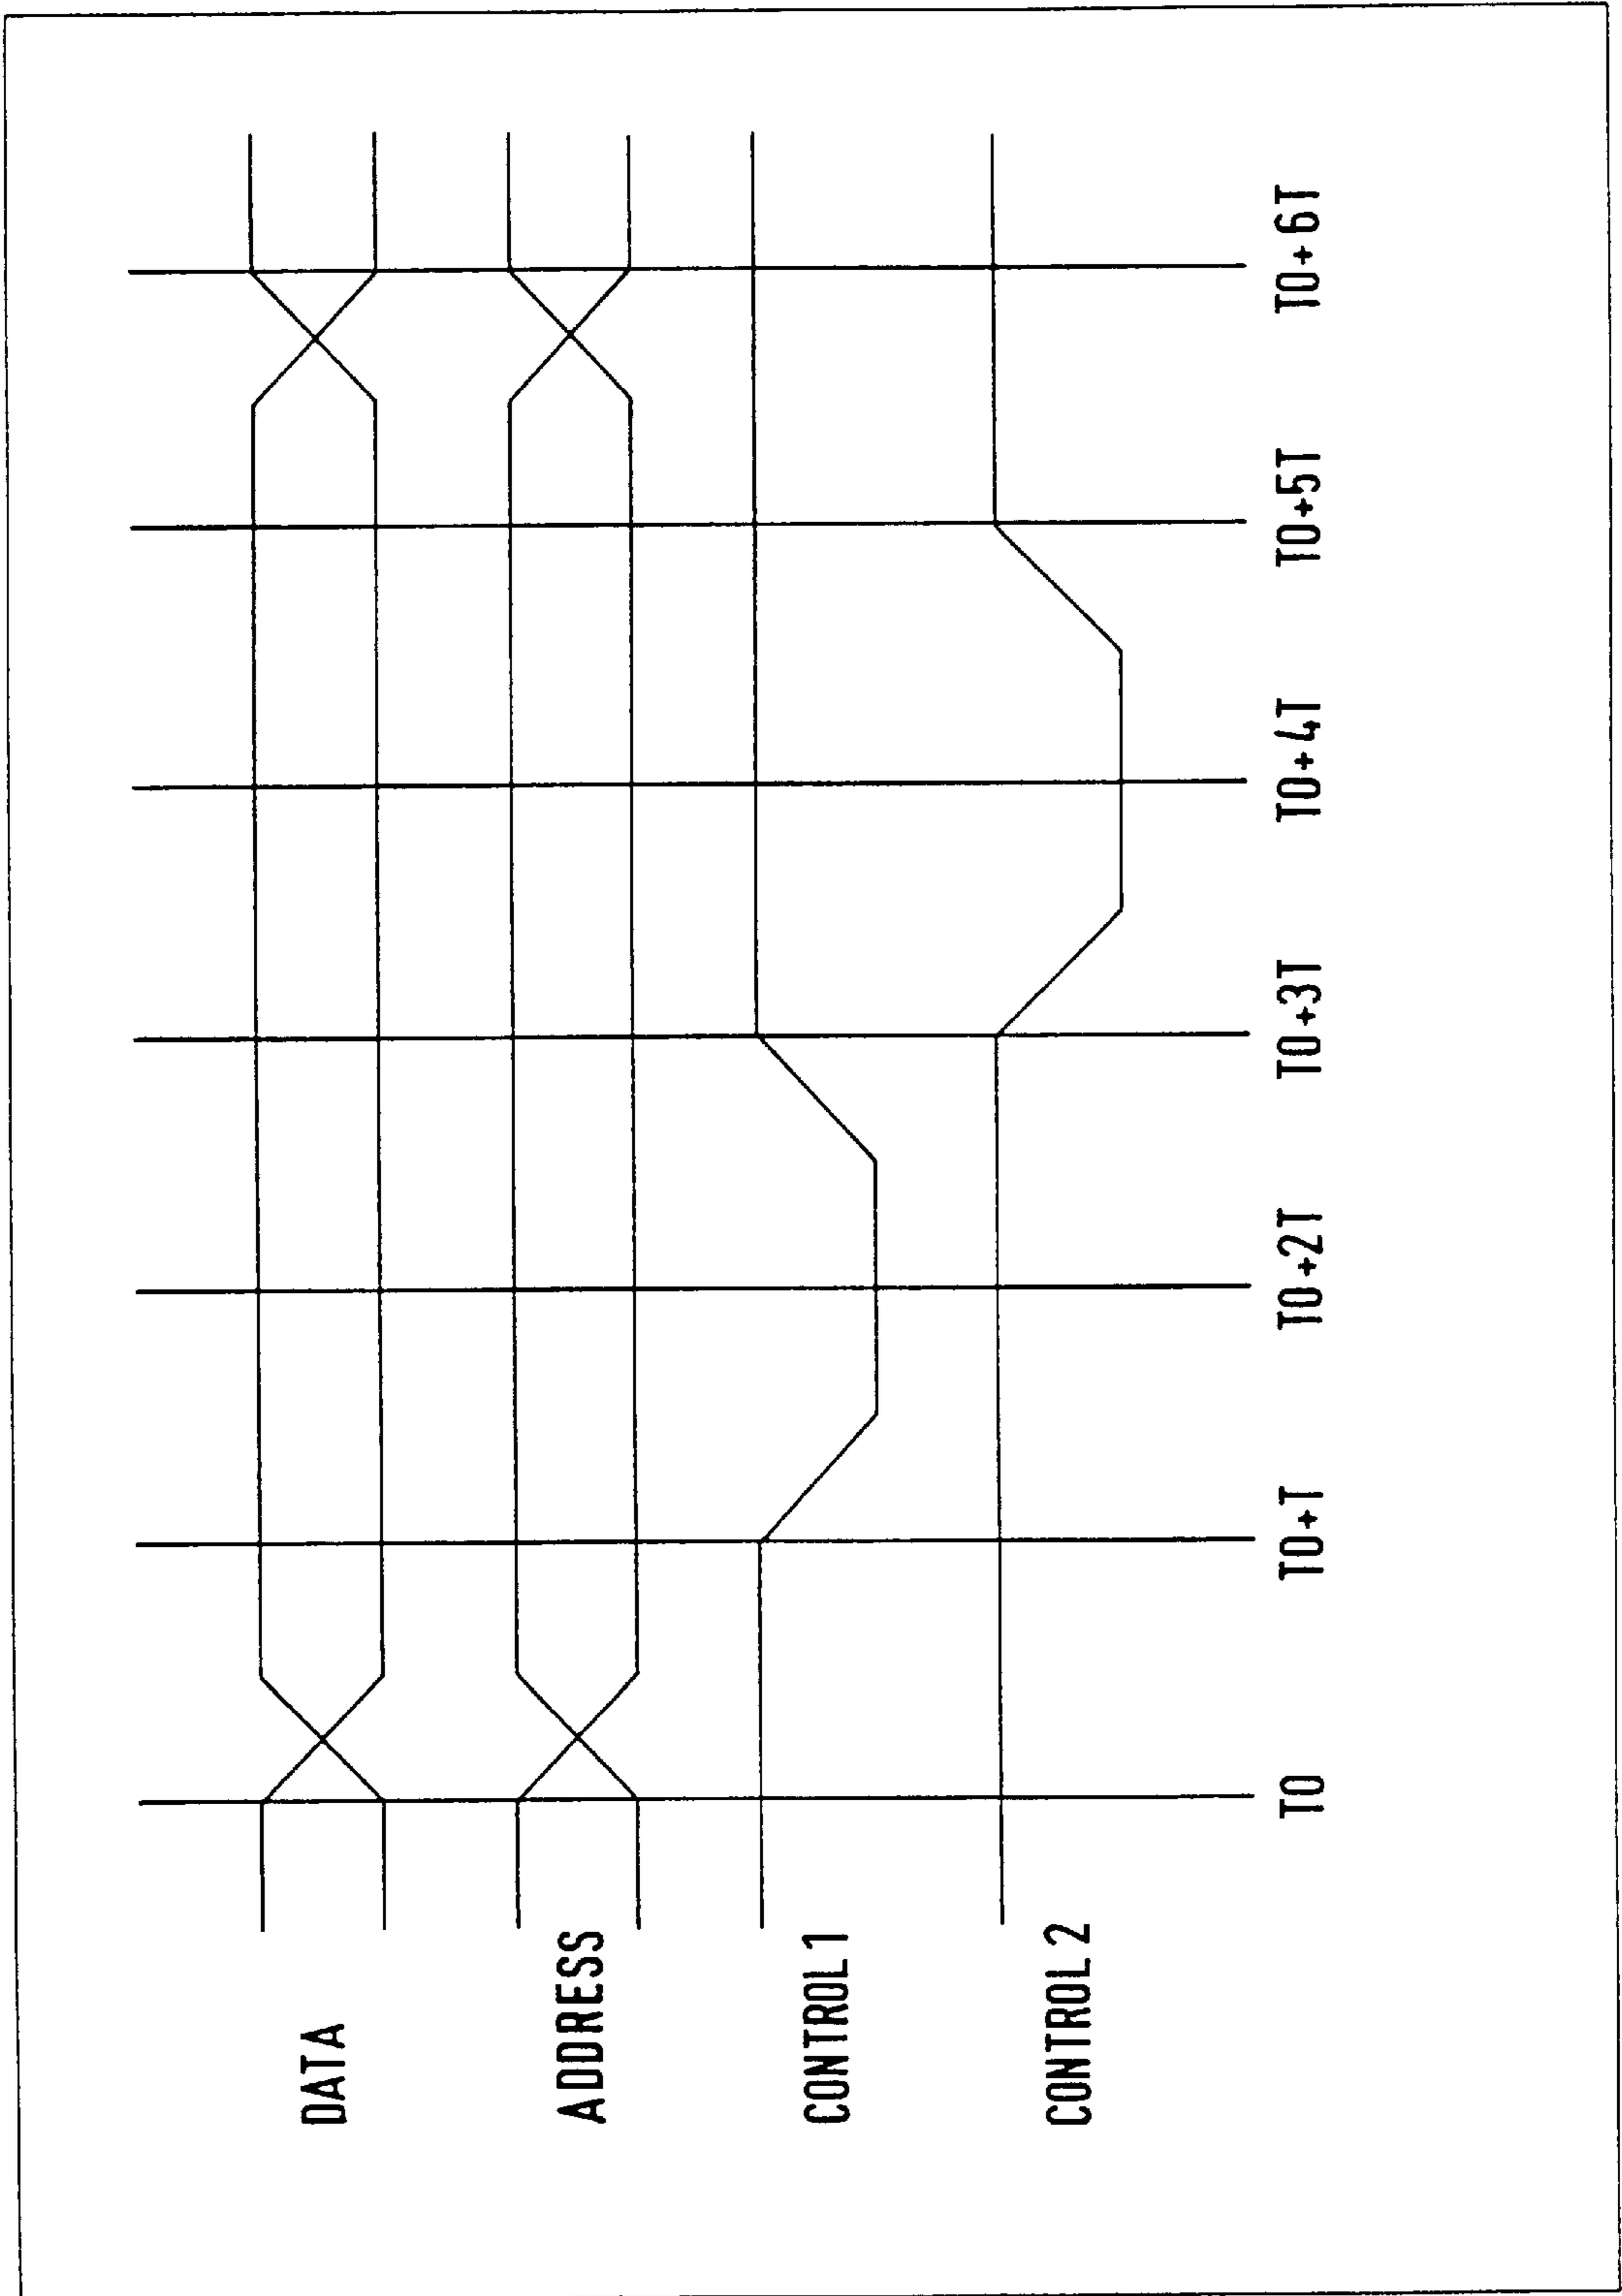 DATA
ADDRESS
CONTROL 1
CONTROL 2
T0
T0+T
T0+2T
T0+3T
T0+4T
T0+5T
T0+6T